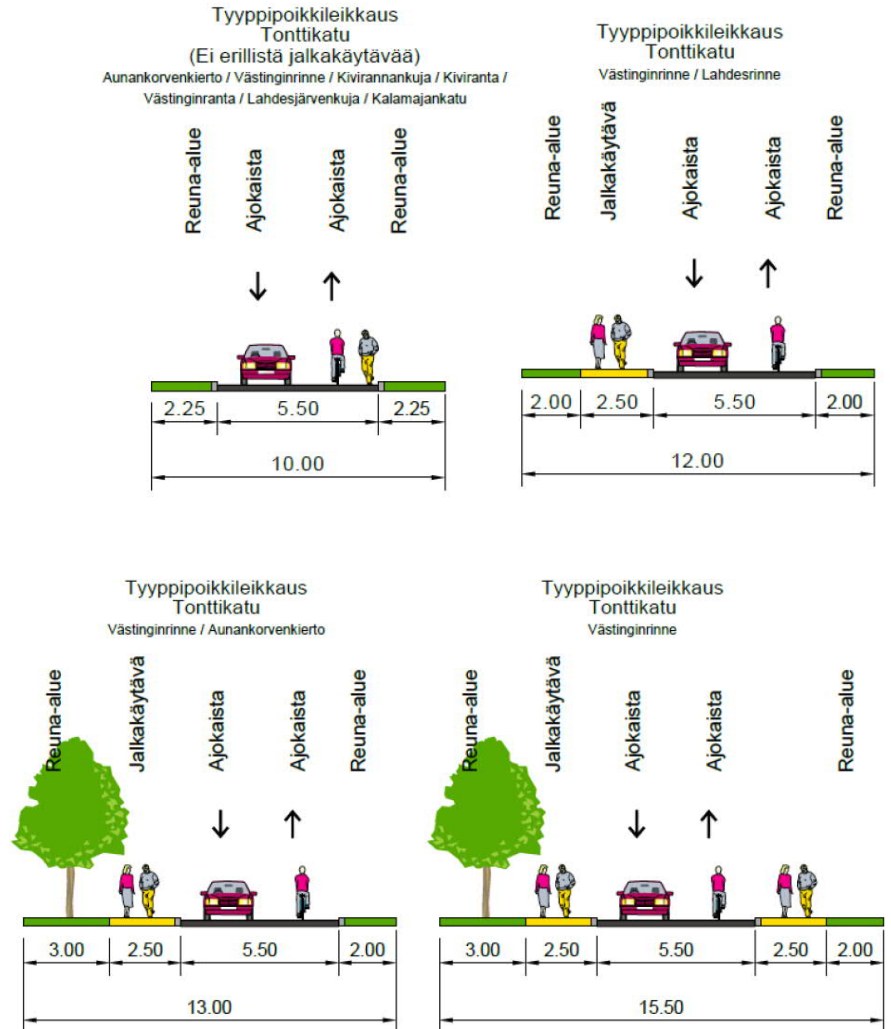 Tyyppipoikkileikkaus
Tonttikatu
(Ei erillistä jalkakäytävää)
Aunankorvenkierto / Västinginrinne / Kivirannankuja / Kiviranta /
Västinginranta / Lahdesjärvenkuja / Kalamajankatu
Reuna-alue
Ajokaista
Ajokaista
Reuna-alue
2.25
5.50
2.25
10.00
Tyyppipoikkileikkaus
Tonttikatu
Västinginrinne / Lahdesrinne
Reuna-alue
Jalkakäytävä
Ajokaista
Ajokaista
Reuna-alue
2.00
2.50
5.50
2.00
12.00
Tyyppipoikkileikkaus
Tonttikatu
Västinginrinne / Aunankorvenkierto
Reuna-alue
Jalkakäytävä
Ajokaista
Ajokaista
Reuna-alue
3.00
2.50
5.50
2.00
13.00
Tyyppipoikkileikkaus
Tonttikatu
Västinginrinne
Reuna-alue
Jalkakäytävä
Ajokaista
Ajokaista
Reuna-alue
3.00
2.50
5.50
2.50
2.00
15.50